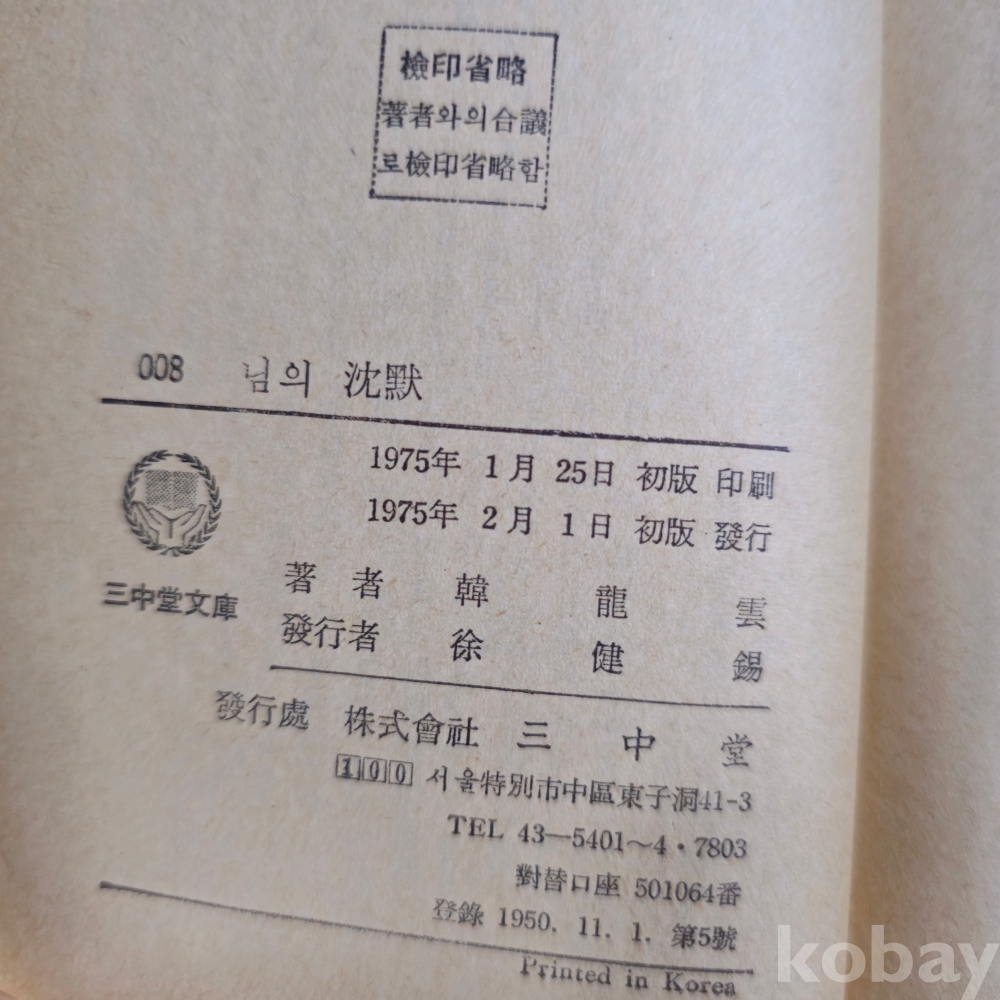 檢印省略
著者와의合議
로檢印省略함
008 님의 沈默
1975年 1月 25日 初版 印刷
1975年 2月 1日 初版 發行
三中堂文庫
著者 韓龍雲
發行者 徐健錫
發行處 株式會社 三中堂
100 서울特別市中區東子洞41-3
TEL 43—5401~4·7803
對替口座 501064番
登錄 1950. 11. 1. 第5號
Printed in Korea
kobay